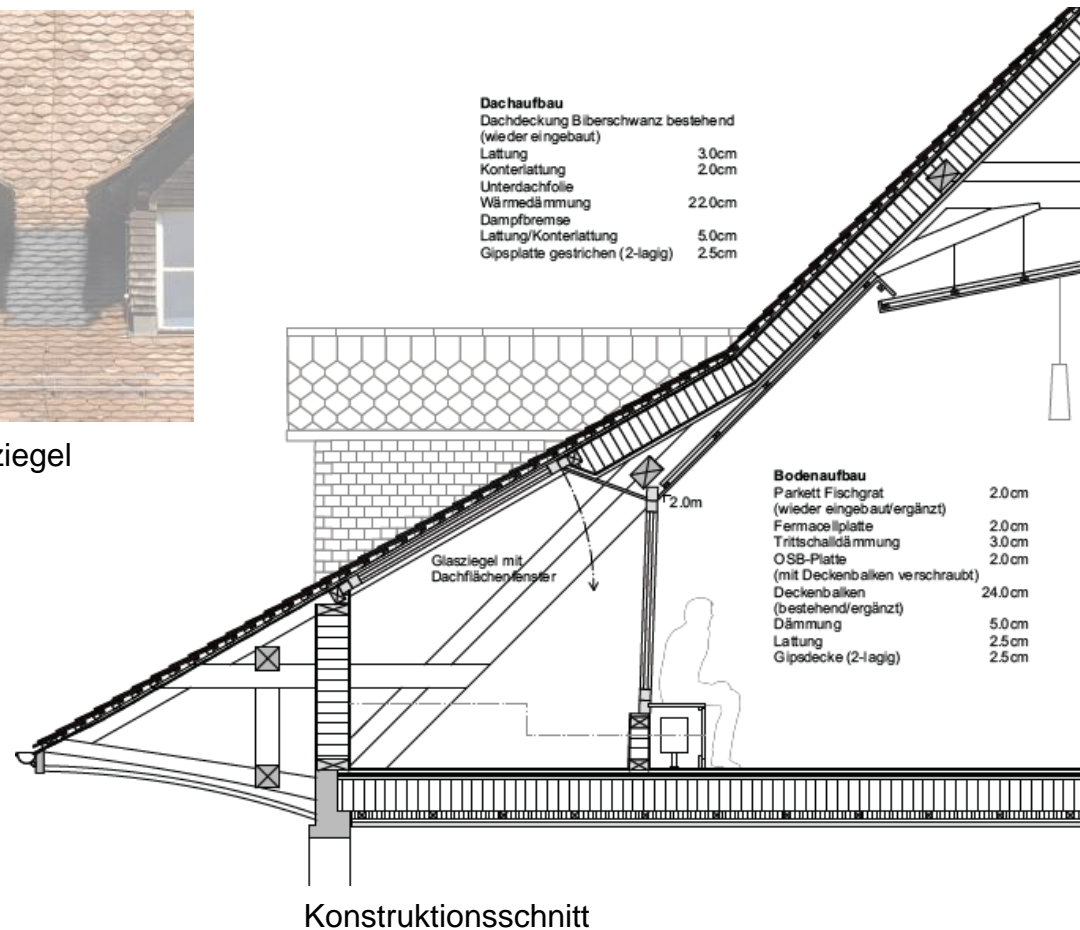 Dachaufbau
Dachdeckung Biberschwanz bestehend
(wieder eingebaut)
Lattung 3.0cm
Konterlattung 2.0cm
Unterdachfolie
Wärmedämmung 22.0cm
Dampfbremse
Lattung/Konterlattung 5.0cm
Gipsplatte gestrichen (2-lagig) 2.5cm
ziegel
2.0m
Glasziegel mit
Dachflächenfenster
Bodenaufbau
Parkett Fischgrat 2.0cm
(wieder eingebaut/ergänzt)
Fermacellplatte 2.0cm
Trittschalldämmung 3.0cm
OSB-Platte 2.0cm
(mit Deckenbalken verschraubt)
Deckenbalken 24.0cm
(bestehend/ergänzt)
Dämmung 5.0cm
Lattung 2.5cm
Gipsdecke (2-lagig) 2.5cm
Konstruktionsschnitt